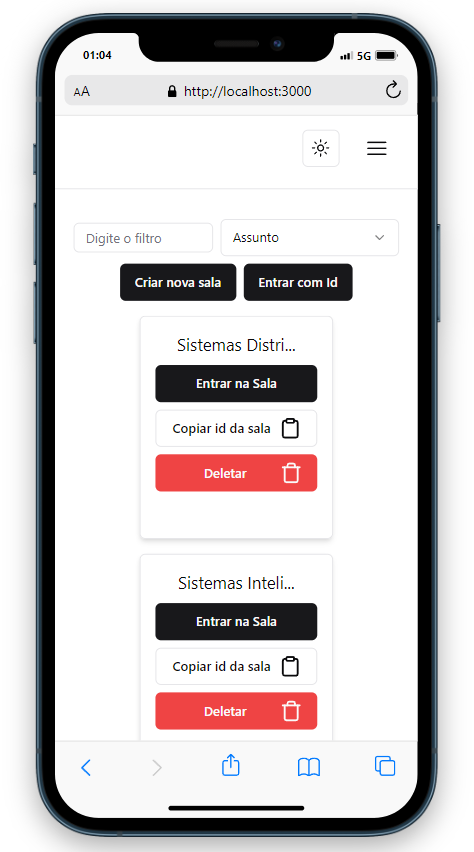 01:04 5G
AA http://localhost:3000
Digite o filtro Assunto
Criar nova sala Entrar com Id
Sistemas Distri...
Entrar na Sala
Copiar id da sala
Deletar
Sistemas Inteli...
Entrar na Sala
Copiar id da sala
Deletar